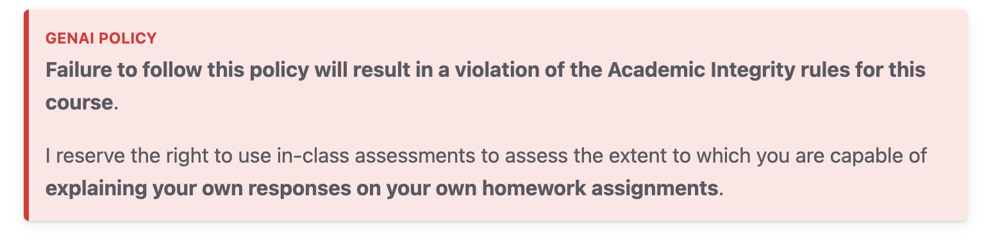 GENAI POLICY
Failure to follow this policy will result in a violation of the Academic Integrity rules for this
course.
I reserve the right to use in-class assessments to assess the extent to which you are capable of
explaining your own responses on your own homework assignments.